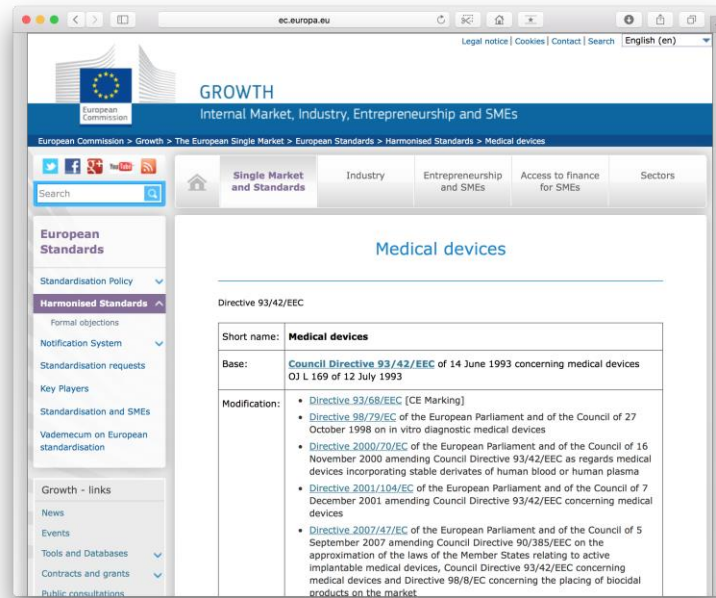 ec.europa.eu
Legal notice | Cookies | Contact | Search English (en)
European
Commission
GROWTH
Internal Market, Industry, Entrepreneurship and SMEs
European Commission > Growth > The European Single Market > European Standards > Harmonised Standards > Medical devices
YouTube
Search
Single Market
and Standards
Industry
Entrepreneurship
and SMEs
Access to finance
for SMEs
Sectors
European
Standards
Standardisation Policy
Harmonised Standards
Formal objections
Notification System
Standardisation requests
Key Players
Standardisation and SMEs
Vademecum on European
standardisation
Growth - links
News
Events
Tools and Databases
Contracts and grants
Public consultations
Medical devices
Directive 93/42/EEC
Short name: Medical devices
Base: Council Directive 93/42/EEC of 14 June 1993 concerning medical devices
OJ L 169 of 12 July 1993
Modification: • Directive 93/68/EEC [CE Marking]
• Directive 98/79/EC of the European Parliament and of the Council of 27
October 1998 on in vitro diagnostic medical devices
• Directive 2000/70/EC of the European Parliament and of the Council of 16
November 2000 amending Council Directive 93/42/EEC as regards medical
devices incorporating stable derivates of human blood or human plasma
• Directive 2001/104/EC of the European Parliament and of the Council of 7
December 2001 amending Council Directive 93/42/EEC concerning medical
devices
• Directive 2007/47/EC of the European Parliament and of the Council of 5
September 2007 amending Council Directive 90/385/EEC on the
approximation of the laws of the Member States relating to active
implantable medical devices, Council Directive 93/42/EEC concerning
medical devices and Directive 98/8/EC concerning the placing of biocidal
products on the market